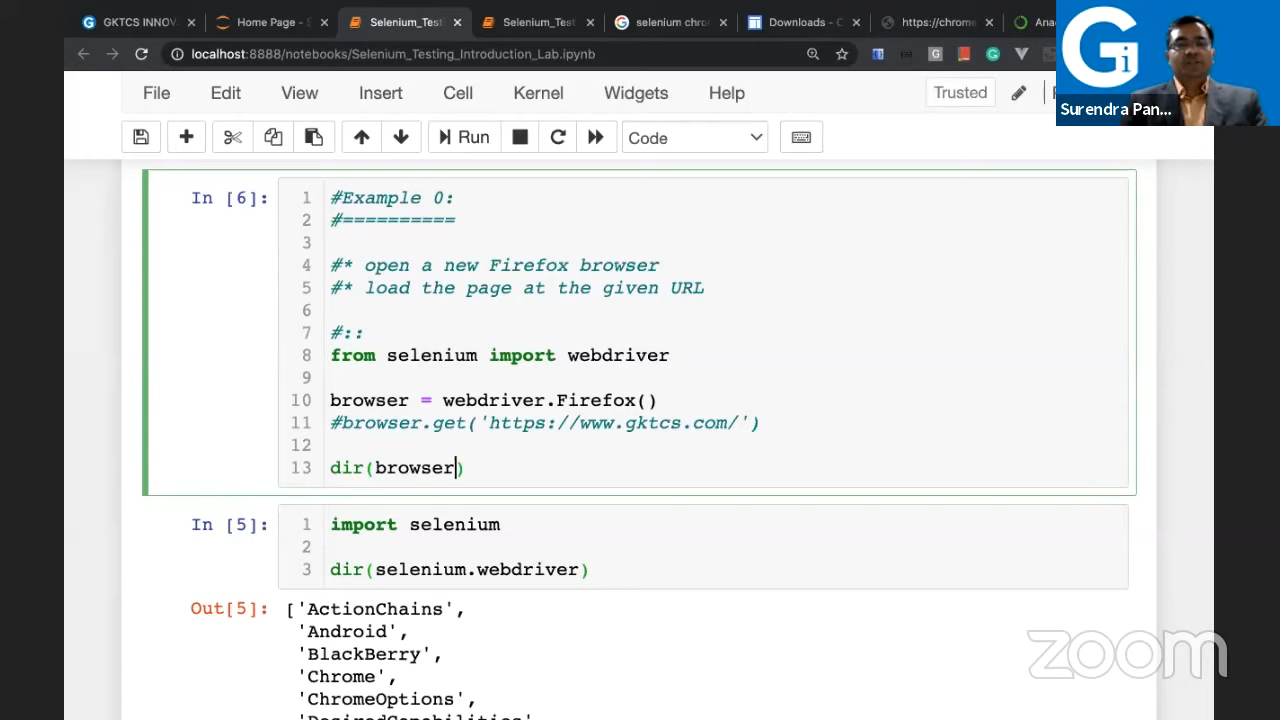 GKTCS INNOV
Home Page - S
Selenium_Testi
Selenium_Test
selenium chro
Downloads - C
https://chrome
Ana
localhost:8888/notebooks/Selenium_Testing_Introduction_Lab.ipynb
Gi
Surendra Pan...
File Edit View Insert Cell Kernel Widgets Help Trusted
Run Code
In [6]:
1 #Example 0:
2 #==========
3
4 #* open a new Firefox browser
5 #* load the page at the given URL
6
7 #::
8 from selenium import webdriver
9
10 browser = webdriver.Firefox()
11 #browser.get('https://www.gktcs.com/')
12
13 dir(browser)
In [5]:
1 import selenium
2
3 dir(selenium.webdriver)
Out[5]: ['ActionChains',
'Android',
'BlackBerry',
'Chrome',
'ChromeOptions',
'DesiredCapabilities',
zoom